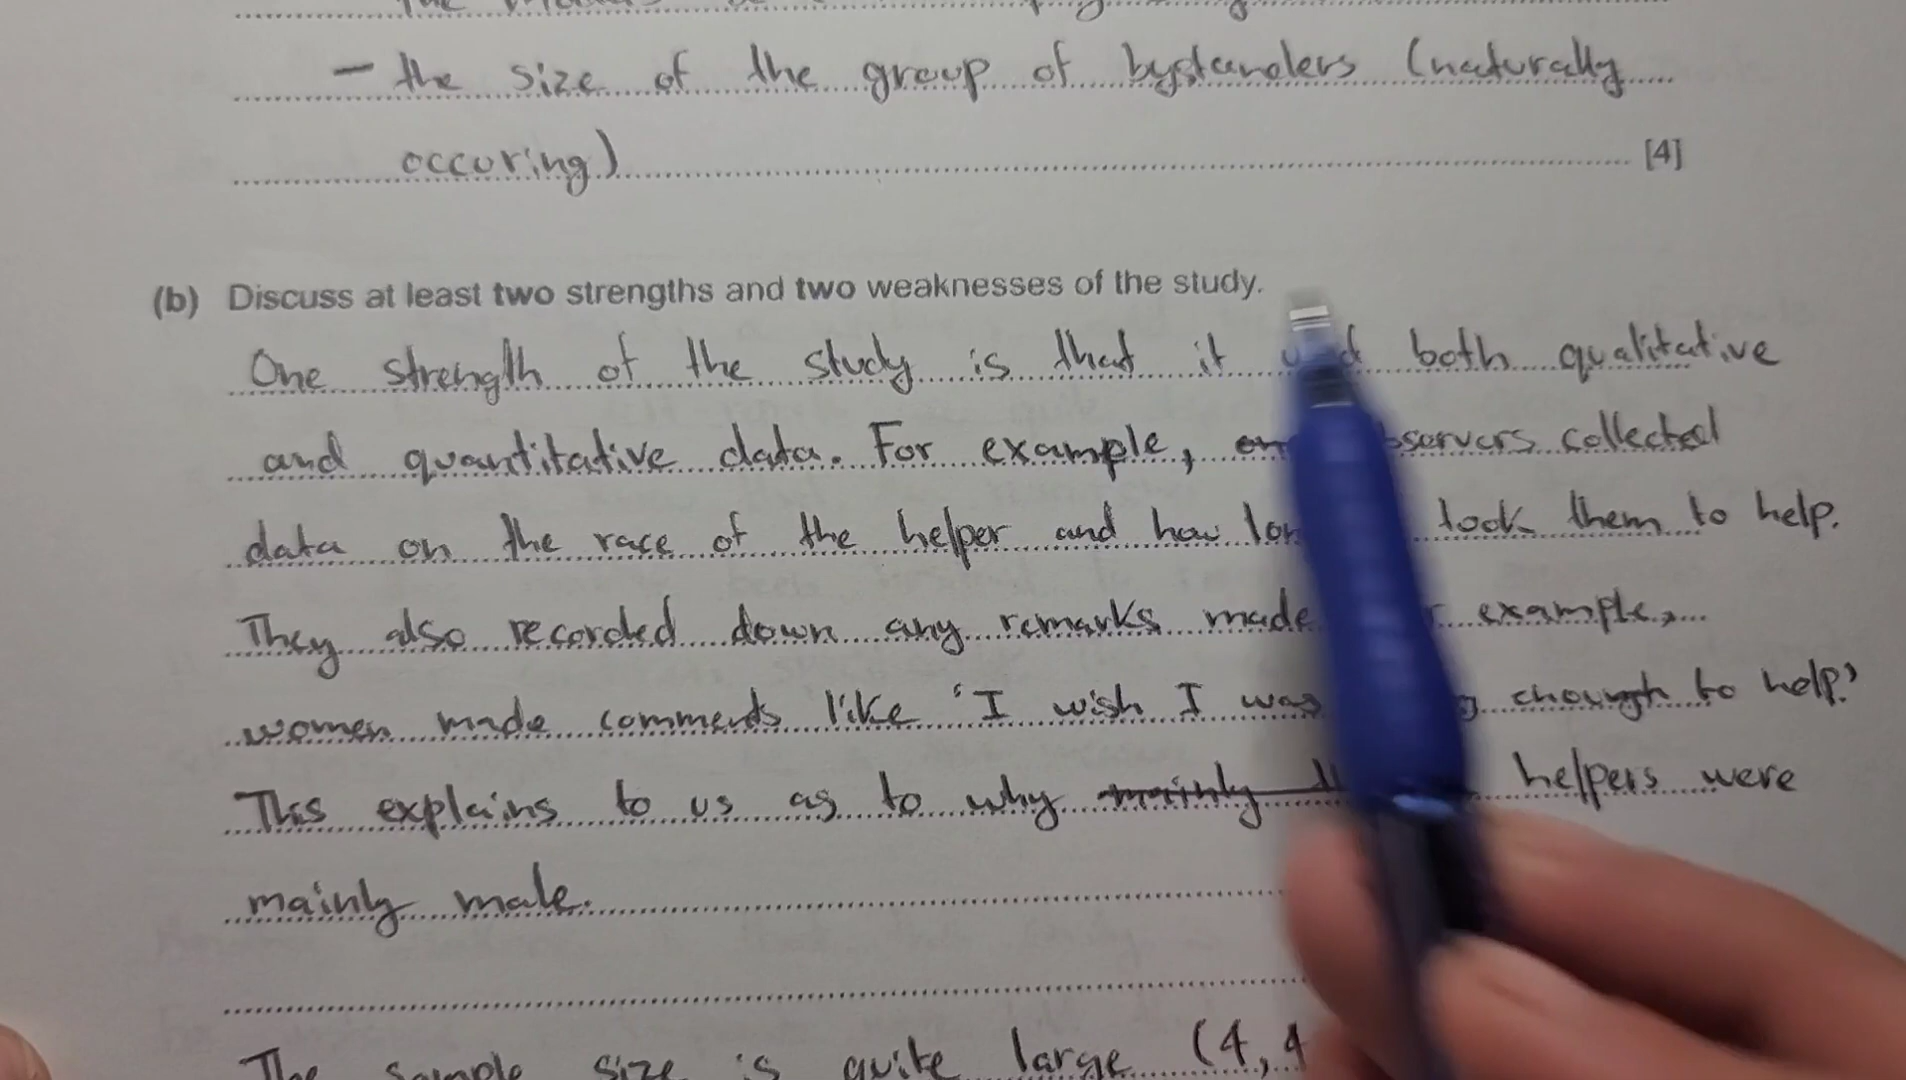 - the size of the group of bystanders (naturally
occuring)
[4]
(b) Discuss at least two strengths and two weaknesses of the study.
One strength of the study is that it both qualitative
and quantitative data. For example, collected
data on the race of the helper and how took them to help.
They also recorded down any remarks made example,
women made comments like 'I wish I was to help'
This explains to us as to why mainly helpers were
mainly male.
The sample size is quite large (4,4